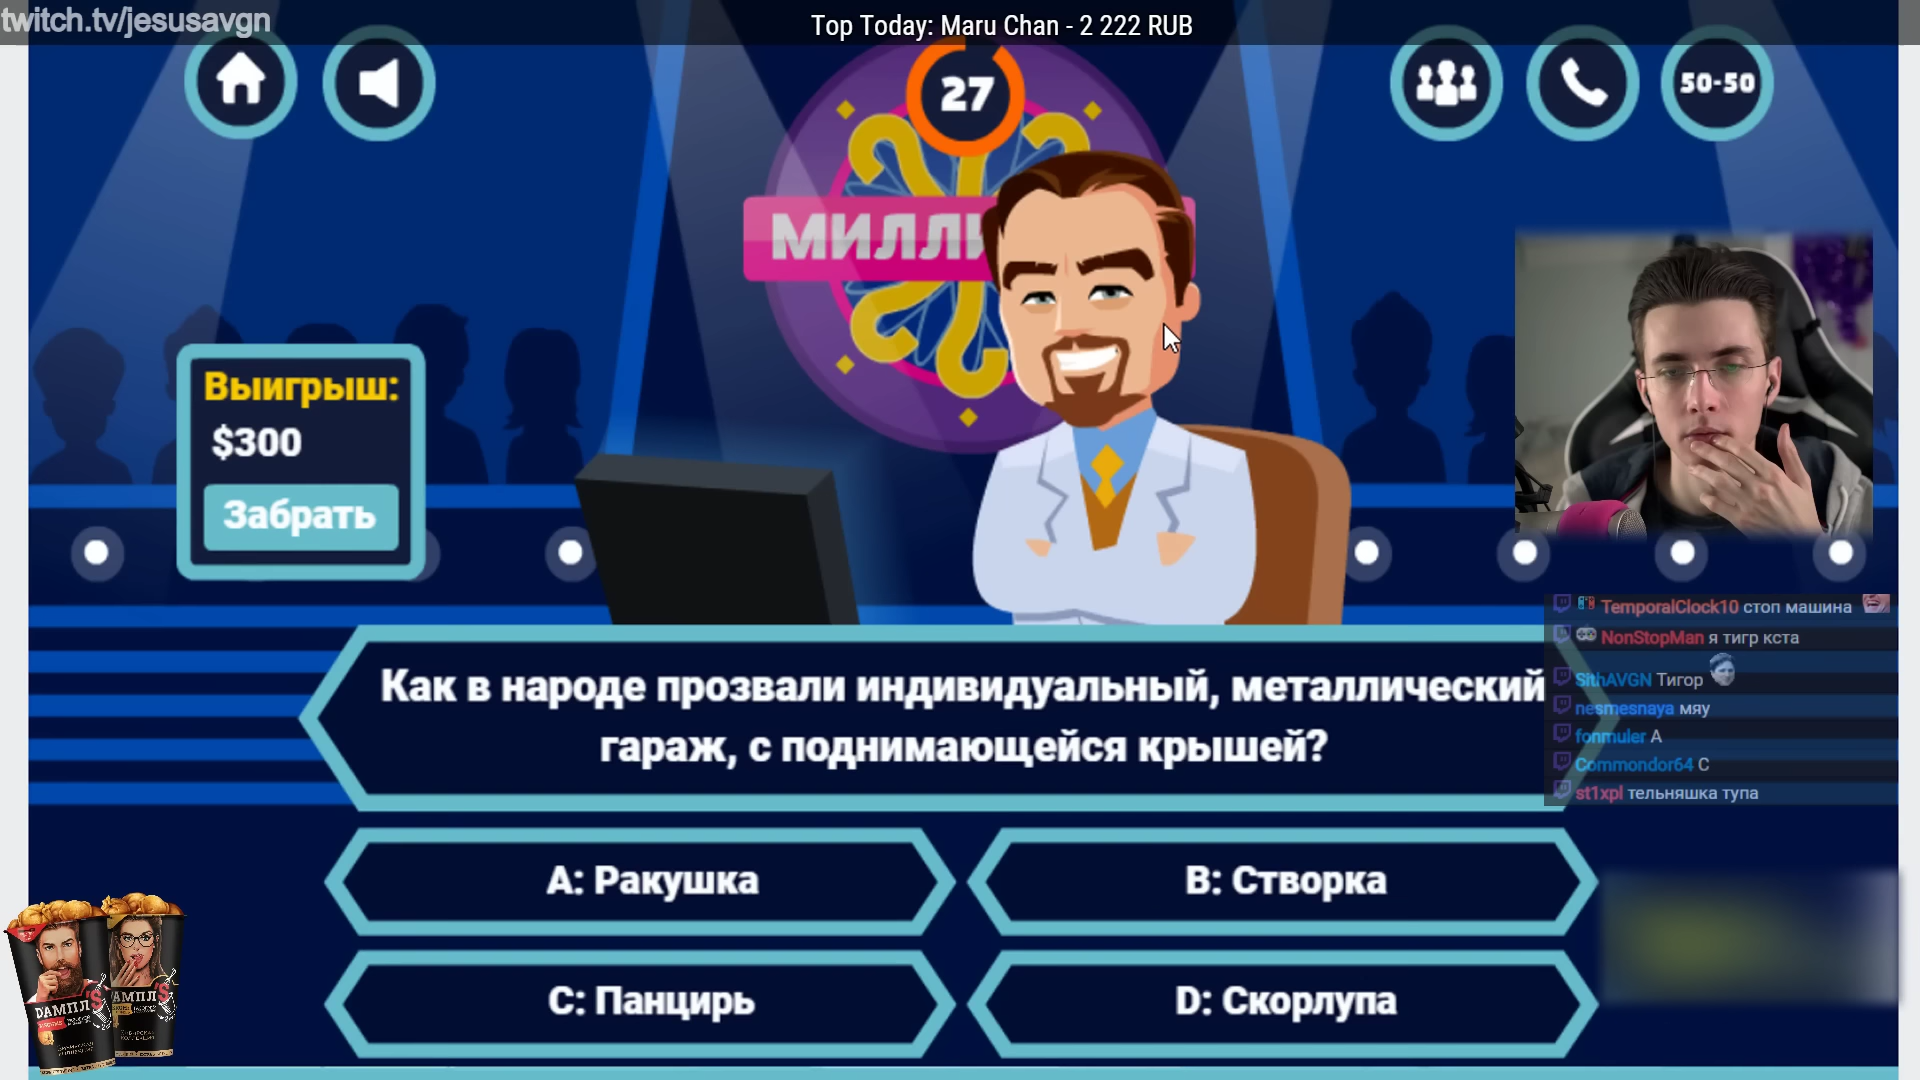 twitch.tv/jesusavgn
Top Today: Maru Chan - 2 222 RUB
27
50-50
МИЛЛИ
Выигрыш:
$300
Забрать
TemporalClock10 стоп машина
NonStopMan я тигр кста
SithAVGN Тигор
nesmesnaya мяу
fonmuler А
Commondor64 С
st1xpl тельняшка тупа
Как в народе прозвали индивидуальный, металлический
гараж, с поднимающейся крышей?
A: Ракушка
B: Створка
C: Панцирь
D: Скорлупа